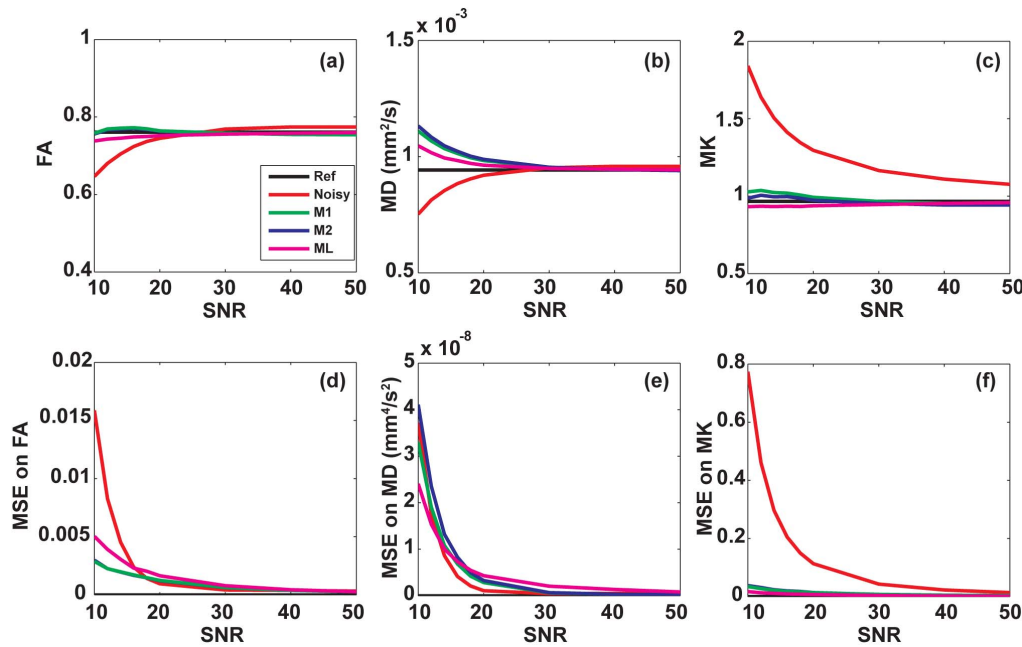 (a)
1
0.8
0.6
0.4
FA
10 20 30 40 50
SNR
Ref
Noisy
M1
M2
ML
x 10⁻³
(b)
1.5
1
0.5
MD (mm²/s)
10 20 30 40 50
SNR
(c)
2
1.5
1
0.5
MK
10 20 30 40 50
SNR
(d)
0.02
0.015
0.01
0.005
0
MSE on FA
10 20 30 40 50
SNR
x 10⁻⁸
(e)
5
4
3
2
1
0
MSE on MD (mm⁴/s²)
10 20 30 40 50
SNR
(f)
0.8
0.6
0.4
0.2
0
MSE on MK
10 20 30 40 50
SNR